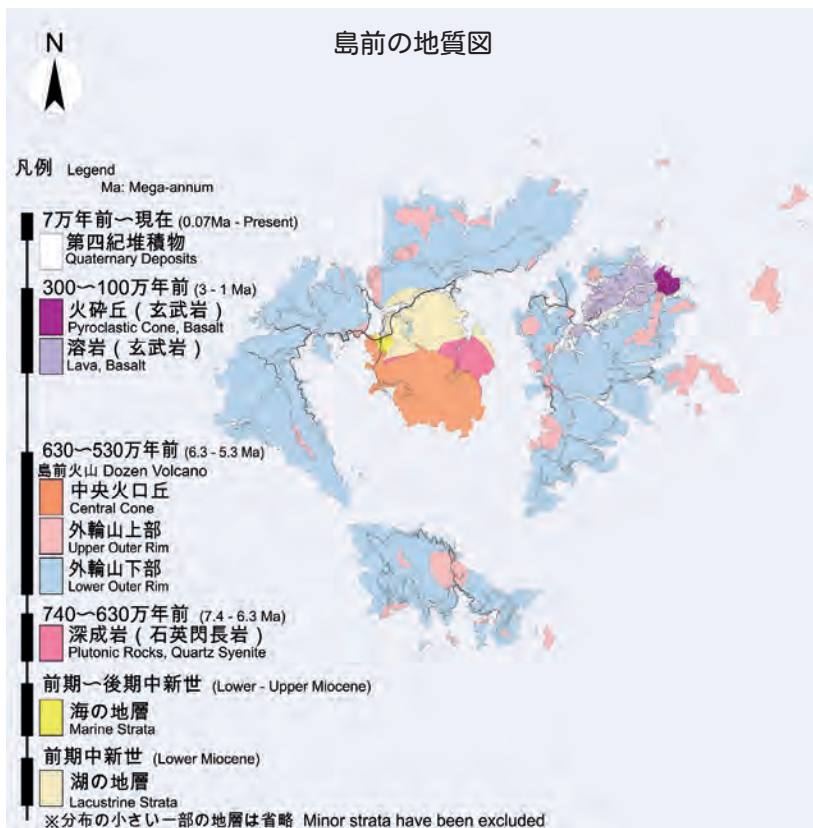 島前の地質図
N
凡例 Legend
Ma: Mega-annum
7万年前〜現在 (0.07Ma - Present)
第四紀堆積物
Quaternary Deposits
300〜100万年前 (3 - 1 Ma)
火砕丘（玄武岩）
Pyroclastic Cone, Basalt
溶岩（玄武岩）
Lava, Basalt
630〜530万年前 (6.3 - 5.3 Ma)
島前火山 Dozen Volcano
中央火口丘
Central Cone
外輪山上部
Upper Outer Rim
外輪山下部
Lower Outer Rim
740〜630万年前 (7.4 - 6.3 Ma)
深成岩（石英閃長岩）
Plutonic Rocks, Quartz Syenite
前期〜後期中新世 (Lower - Upper Miocene)
海の地層
Marine Strata
前期中新世 (Lower Miocene)
湖の地層
Lacustrine Strata
※分布の小さい一部の地層は省略 Minor strata have been excluded